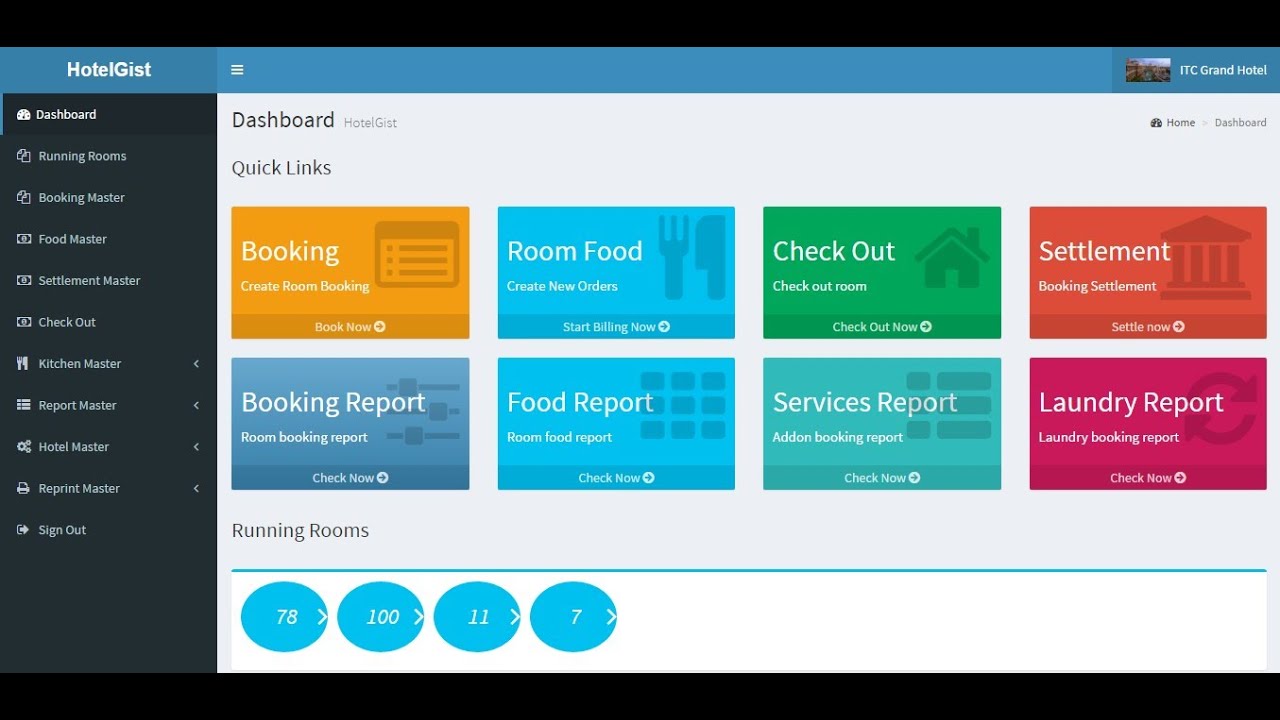 HotelGist
ITC Grand Hotel
Dashboard
Running Rooms
Booking Master
Food Master
Settlement Master
Check Out
Kitchen Master
Report Master
Hotel Master
Reprint Master
Sign Out
Dashboard HotelGist
Home > Dashboard
Quick Links
Booking
Create Room Booking
Book Now
Room Food
Create New Orders
Start Billing Now
Check Out
Check out room
Check Out Now
Settlement
Booking Settlement
Settle now
Booking Report
Room booking report
Check Now
Food Report
Room food report
Check Now
Services Report
Addon booking report
Check Now
Laundry Report
Laundry booking report
Check Now
Running Rooms
78 100 11 7